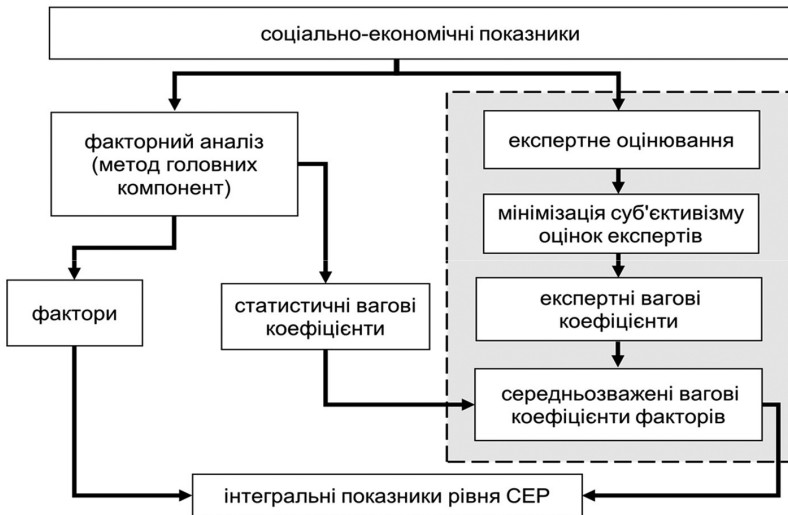 соціально-економічні показники
факторний аналіз
(метод головних
компонент)
експертне оцінювання
мінімізація суб'єктивізму
оцінок експертів
фактори
статистичні вагові
коефіцієнти
експертні вагові
коефіцієнти
середньозважені вагові
коефіцієнти факторів
інтегральні показники рівня СЕР